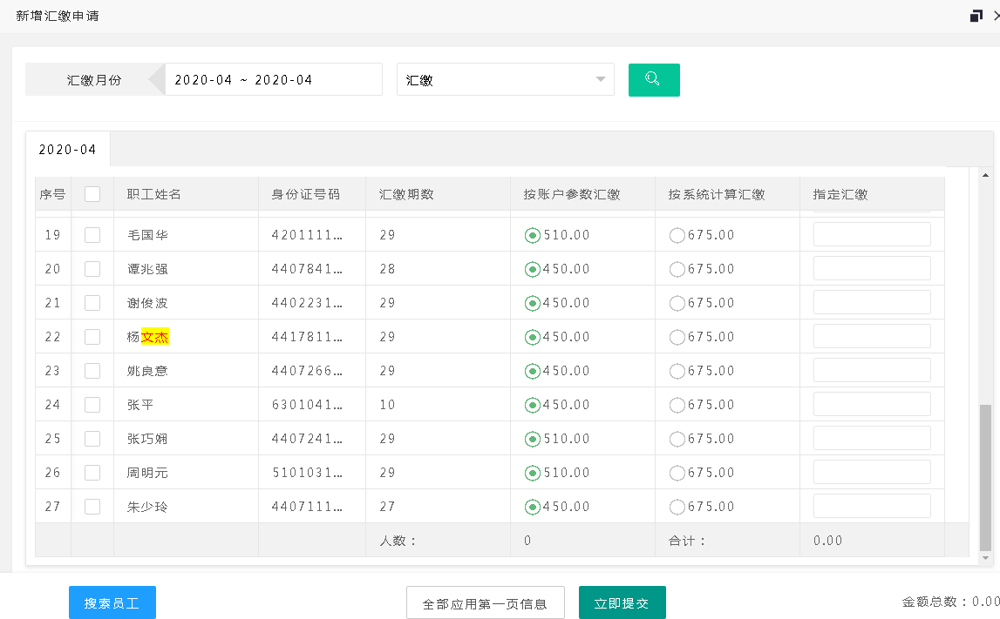 新增汇缴申请
汇缴月份 2020-04 ~ 2020-04 汇缴
2020-04
序号 职工姓名 身份证号码 汇缴期数 按账户参数汇缴 按系统计算汇缴 指定汇缴
19 毛国华 4201111... 29 510.00 675.00
20 谭兆强 4407841... 28 450.00 675.00
21 谢俊波 4402231... 29 450.00 675.00
22 杨文杰 4417811... 29 450.00 675.00
23 姚良意 4407266... 29 450.00 675.00
24 张平 6301041... 10 450.00 675.00
25 张巧娴 4407241... 29 510.00 675.00
26 周明元 5101031... 29 510.00 675.00
27 朱少玲 4407111... 27 450.00 675.00
人数： 0 合计： 0.00
搜索员工 全部应用第一页信息 立即提交 金额总数：0.00